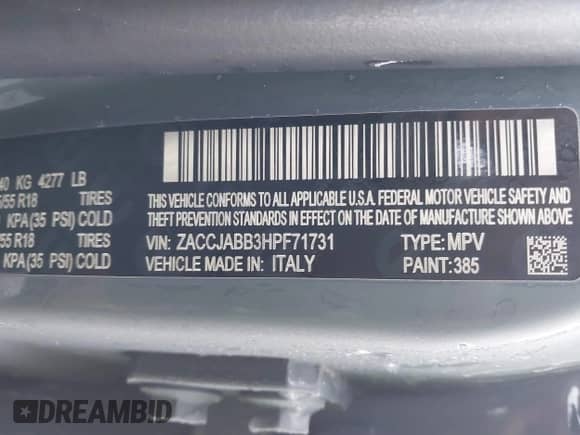 40 KG 4277 LB
/55 R18 TIRES
KPA(35 PSI) COLD
/55 R18 TIRES
KPA(35 PSI) COLD
THIS VEHICLE CONFORMS TO ALL APPLICABLE U.S.A. FEDERAL MOTOR VEHICLE SAFETY AND
THEFT PREVENTION STANDARDS IN EFFECT ON THE DATE OF MANUFACTURE SHOWN ABOVE.
VIN: ZACCJABB3HPF71731 TYPE: MPV
VEHICLE MADE IN: ITALY PAINT:385
DREAMBID